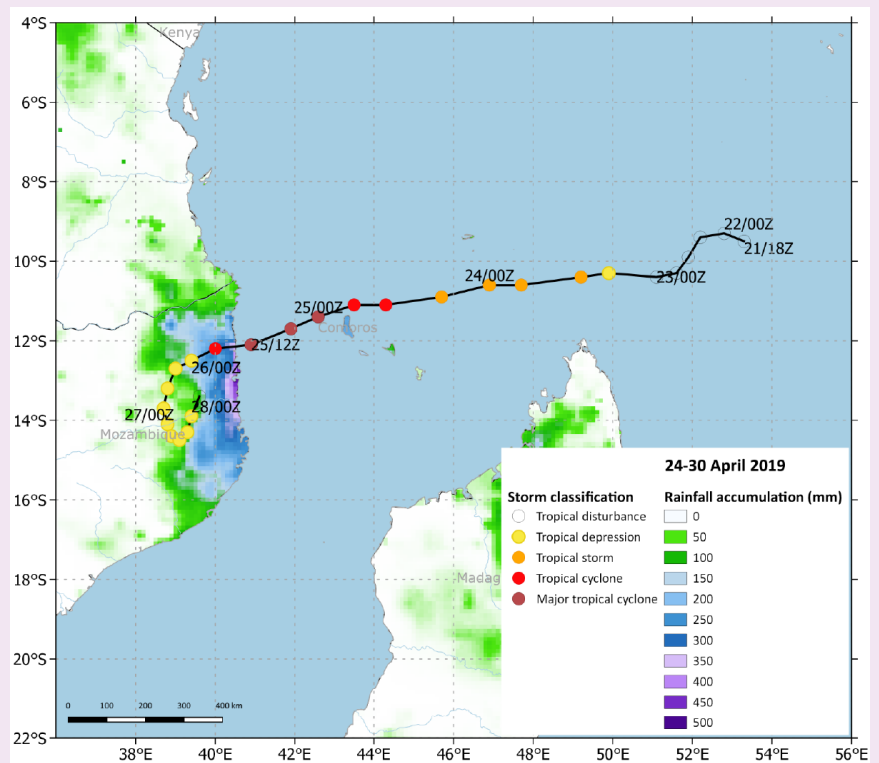 4°S
6°S
8°S
10°S
12°S
14°S
16°S
18°S
20°S
22°S
Kenya
22/00Z
21/18Z
23/00Z
24/00Z
25/00Z
Comoros
25/12Z
26/00Z
28/00Z
27/00Z
Mozambique
Madag
24-30 April 2019
Storm classification
Tropical disturbance
Tropical depression
Tropical storm
Tropical cyclone
Major tropical cyclone
Rainfall accumulation (mm)
0
50
100
150
200
250
300
350
400
450
500
0 100 200 300 400 km
38°E 40°E 42°E 44°E 46°E 48°E 50°E 52°E 54°E 56°E